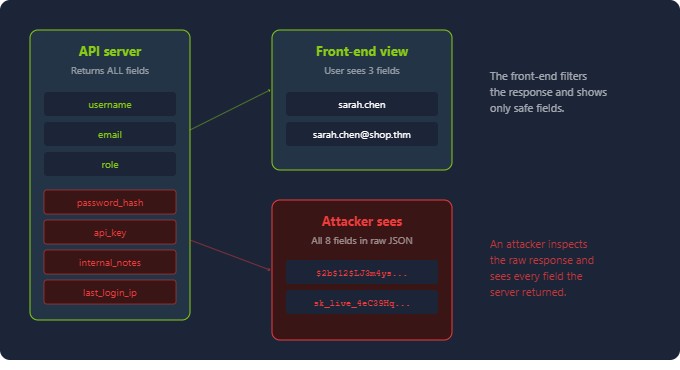 API server
Returns ALL fields
username
email
role
password_hash
api_key
internal_notes
last_login_ip
Front-end view
User sees 3 fields
sarah.chen
sarah.chen@shop.thm
The front-end filters
the response and shows
only safe fields.
Attacker sees
All 8 fields in raw JSON
$2b$12$LJ3m4ys...
sk_live_4eC39Hq...
An attacker inspects
the raw response and
sees every field the
server returned.